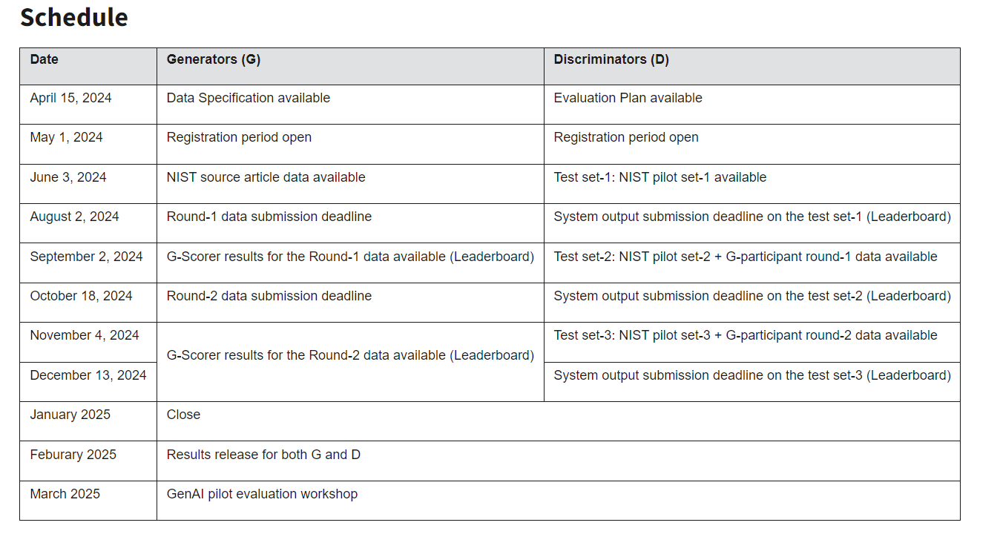 Schedule
Date Generators (G) Discriminators (D)
April 15, 2024 Data Specification available Evaluation Plan available
May 1, 2024 Registration period open Registration period open
June 3, 2024 NIST source article data available Test set-1: NIST pilot set-1 available
August 2, 2024 Round-1 data submission deadline System output submission deadline on the test set-1 (Leaderboard)
September 2, 2024 G-Scorer results for the Round-1 data available (Leaderboard) Test set-2: NIST pilot set-2 + G-participant round-1 data available
October 18, 2024 Round-2 data submission deadline System output submission deadline on the test set-2 (Leaderboard)
November 4, 2024 Test set-3: NIST pilot set-3 + G-participant round-2 data available
G-Scorer results for the Round-2 data available (Leaderboard)
December 13, 2024 System output submission deadline on the test set-3 (Leaderboard)
January 2025 Close
Feburary 2025 Results release for both G and D
March 2025 GenAI pilot evaluation workshop